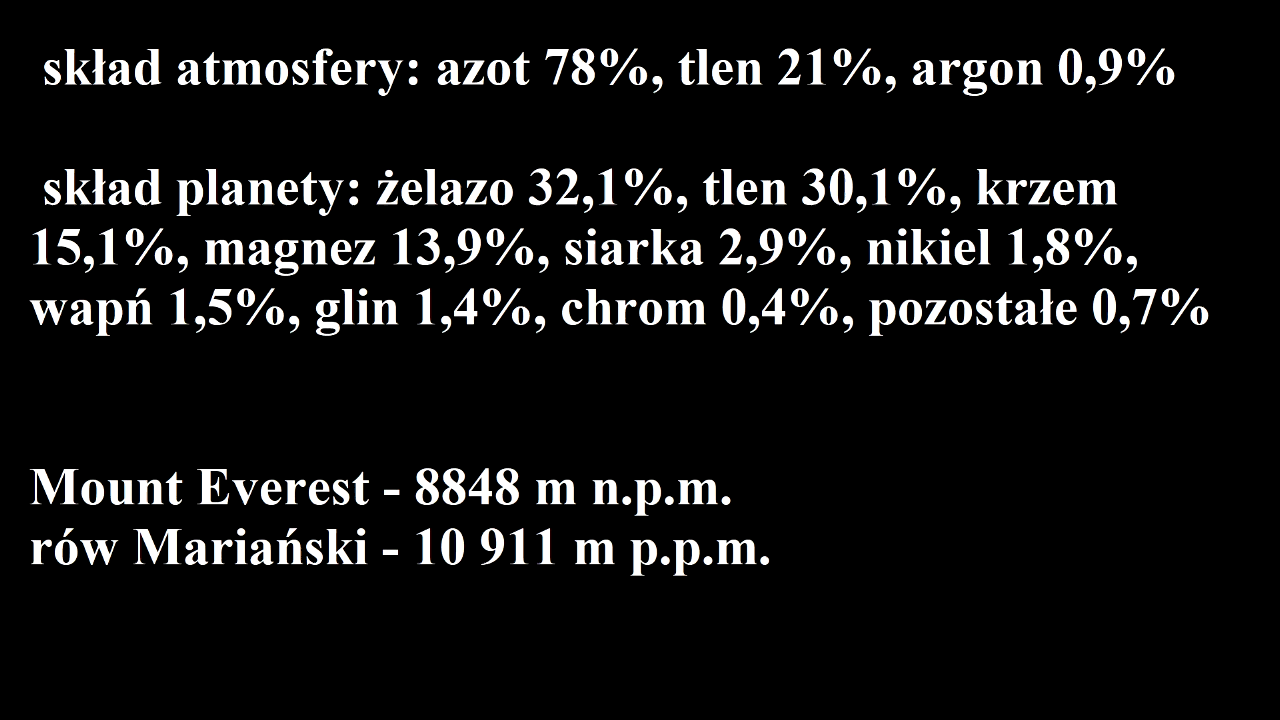 skład atmosfery: azot 78%, tlen 21%, argon 0,9%
skład planety: żelazo 32,1%, tlen 30,1%, krzem
15,1%, magnez 13,9%, siarka 2,9%, nikiel 1,8%,
wapń 1,5%, glin 1,4%, chrom 0,4%, pozostałe 0,7%
Mount Everest - 8848 m n.p.m.
rów Mariański - 10 911 m p.p.m.